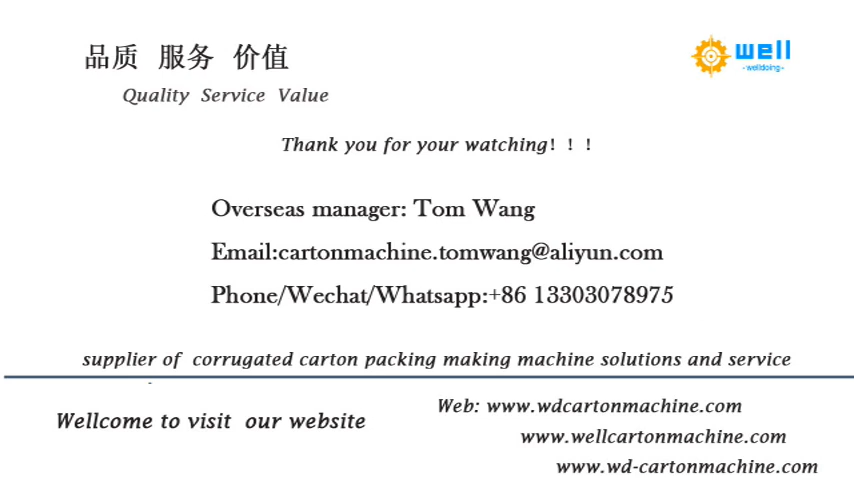 品质 服务 价值
well
-welldoing-
Quality Service Value
Thank you for your watching！！！
Overseas manager: Tom Wang
Email:cartonmachine.tomwang@aliyun.com
Phone/Wechat/Whatsapp:+86 13303078975
supplier of corrugated carton packing making machine solutions and service
Wellcome to visit our website
Web: www.wdcartonmachine.com
www.wellcartonmachine.com
www.wd-cartonmachine.com